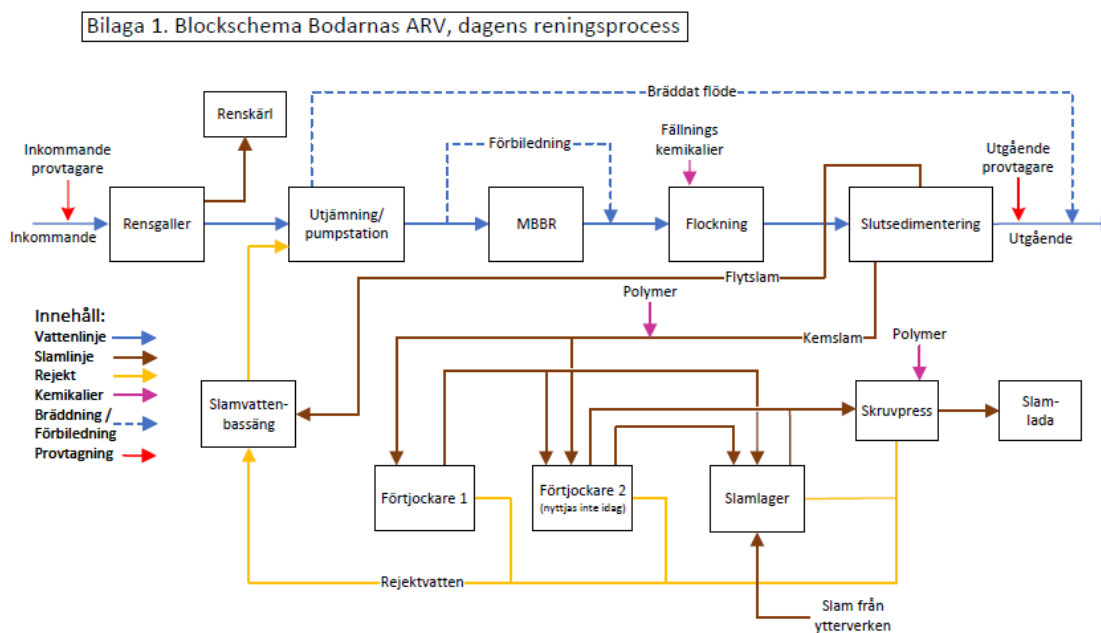 Bilaga 1. Blockschema Bodarnas ARV, dagens reningsprocess
Bräddat flöde
Renskärl
Inkommande
provtagare
Förbiledning
Fällnings
kemikalier
Utgående
provtagare
Rensgaller
Utjämning/
pumpstation
MBBR
Flockning
Slutsedimentering
Inkommande
Utgående
Flytslam
Polymer
Innehåll:
Vattenlinje
Slamlinje
Rejekt
Kemikalier
Bräddning /
Förbiledning
Provtagning
Kemslam
Polymer
Slamvatten-
bassäng
Skruvpress
Slam-
lada
Förtjockare 1
Förtjockare 2
(nyttjas inte idag)
Slamlager
Rejektvatten
Slam från
ytterverken